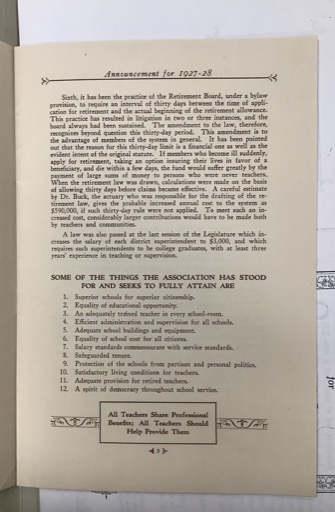 Announcement for 1927-28
Sixth, it has been the practice of the Retirement Board, under a bylaw
provision, to require an interval of thirty days between the time of appli-
cation for retirement and the actual beginning of the retirement allowance.
This practice has resulted in litigation in two or three instances, and the
board always had been sustained. The amendment to the law, therefore,
recognizes beyond question this thirty-day period. This amendment is to
the advantage of members of the system in general. It has been pointed
out that the reason for this thirty-day limit is a financial one as well as the
evident intent of the original statute. If members who become ill suddenly,
apply for retirement, taking an option insuring their lives in favor of a
beneficiary, and die within a few days, the fund would suffer greatly by the
payment of large sums of money to persons who were never teachers.
When the retirement law was drawn, calculations were made on the basis
of allowing thirty days before claims became effective. A careful estimate
by Dr. Buck, the actuary who was responsible for the drafting of the re-
tirement law, gives the probable increased annual cost to the system as
$590,000, if such thirty-day rule were not applied. To meet such an in-
creased cost, considerably larger contributions would have to be made both
by teachers and communities.
A law was also passed at the last session of the Legislature which in-
creases the salary of each district superintendent to $3,000, and which
requires such superintendents to be college graduates, with at least three
years' experience in teaching or supervision.
SOME OF THE THINGS THE ASSOCIATION HAS STOOD
FOR AND SEEKS TO FULLY ATTAIN ARE
1. Superior schools for superior citizenship.
2. Equality of educational opportunity.
3. An adequately trained teacher in every school-room.
4. Efficient administration and supervision for all schools.
5. Adequate school buildings and equipment.
6. Equality of school cost for all citizens.
7. Salary standards commensurate with service standards.
8. Safeguarded tenure.
9. Protection of the schools from partisan and personal politics.
10. Satisfactory living conditions for teachers.
11. Adequate provision for retired teachers.
12. A spirit of democracy throughout school service.
All Teachers Share Professional
Benefits; All Teachers Should
Help Provide Them
3
for